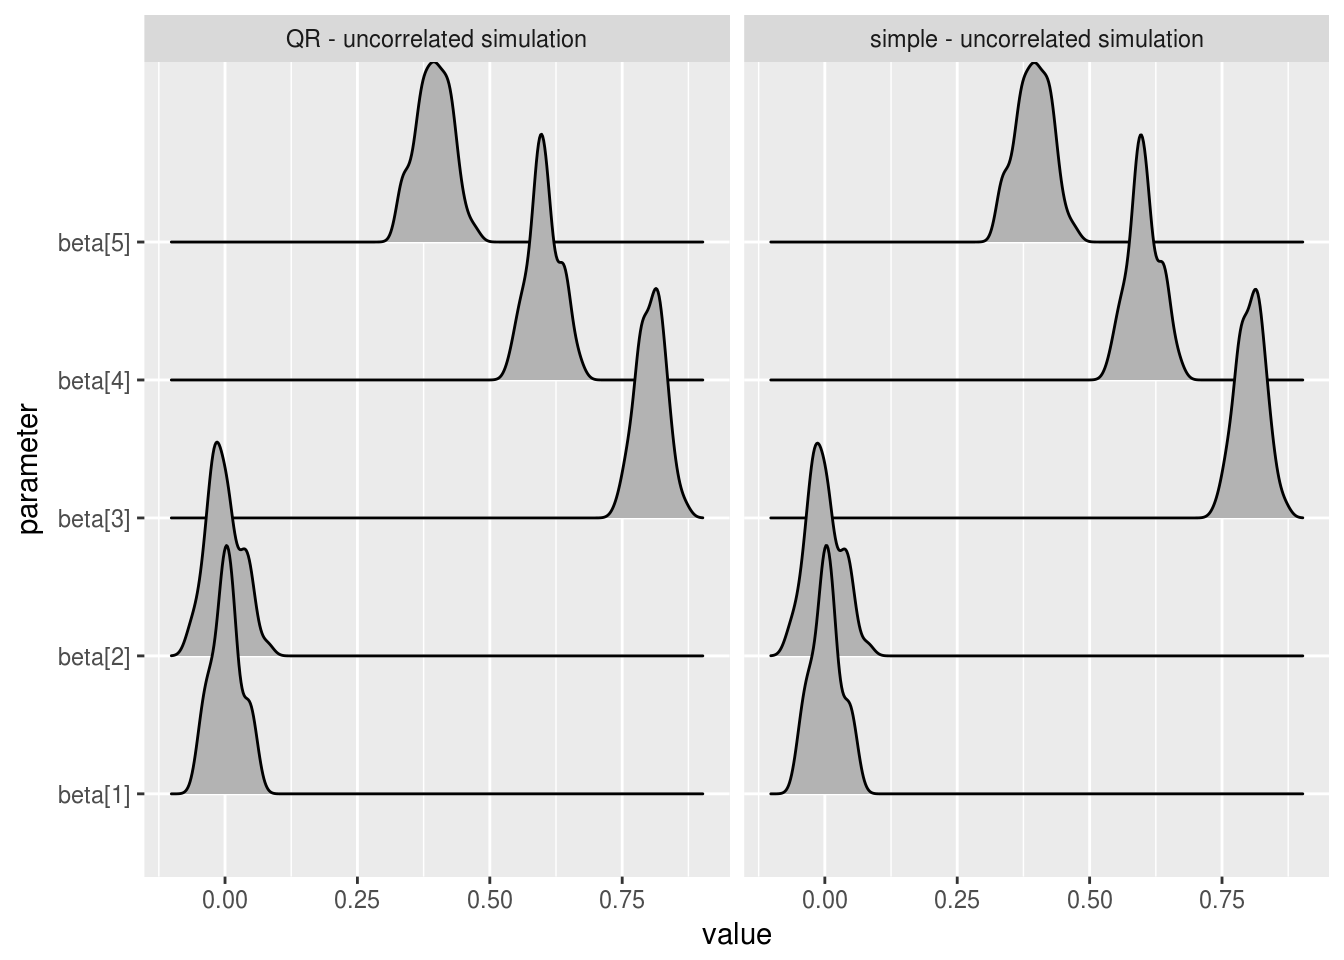 QR - uncorrelated simulation
simple - uncorrelated simulation
parameter
beta[5]
beta[4]
beta[3]
beta[2]
beta[1]
0.00 0.25 0.50 0.75
0.00 0.25 0.50 0.75
value